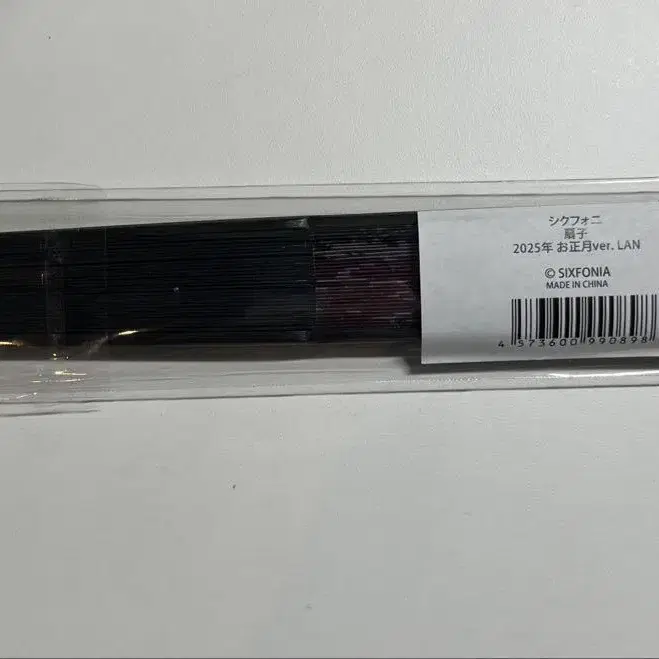 シクフォニ
扇子
2025年 お正月ver. LAN
© SIXFONIA
MADE IN CHINA
4 573600 990898